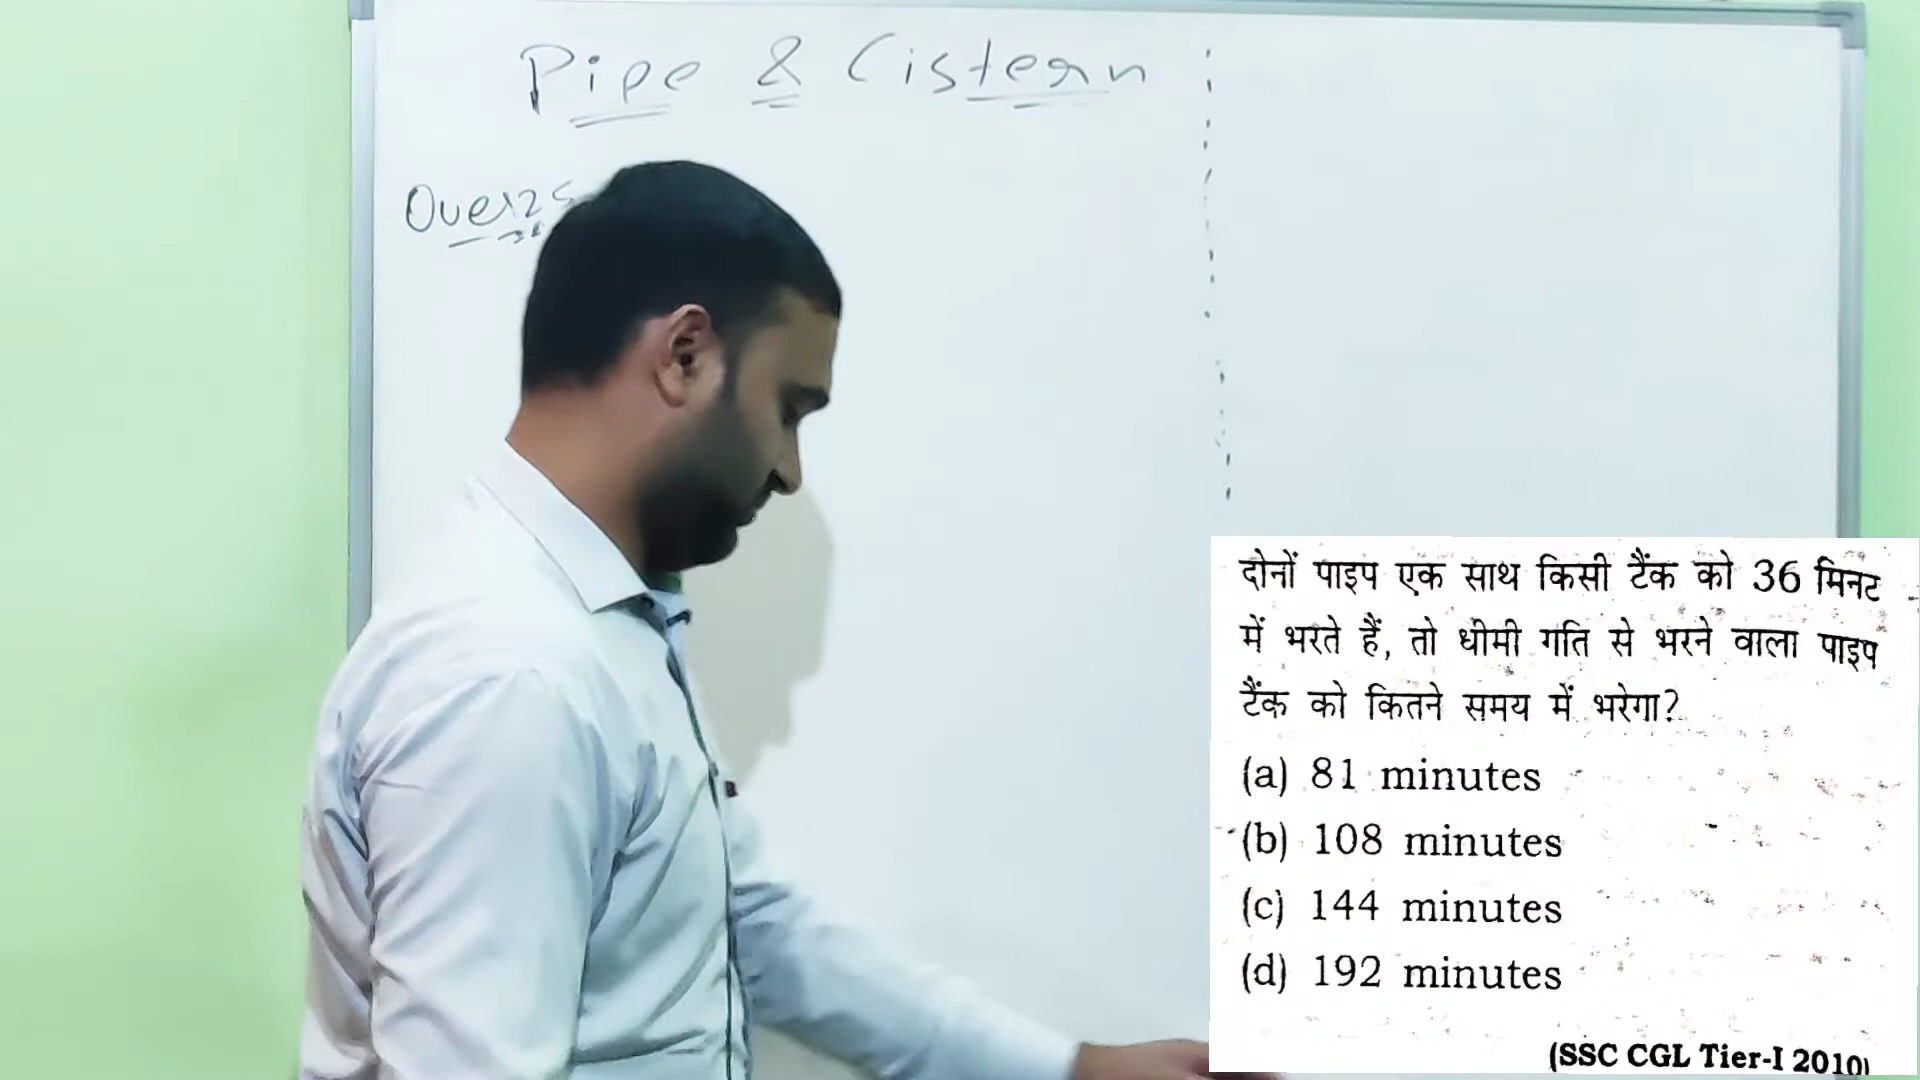 Pipe & Cistern
दोनों पाइप एक साथ किसी टैंक को 36 मिनट
में भरते हैं, तो धीमी गति से भरने वाला पाइप
टैंक को कितने समय में भरेगा?
(a) 81 minutes
(b) 108 minutes
(c) 144 minutes
(d) 192 minutes
(SSC CGL Tier-I 2010)